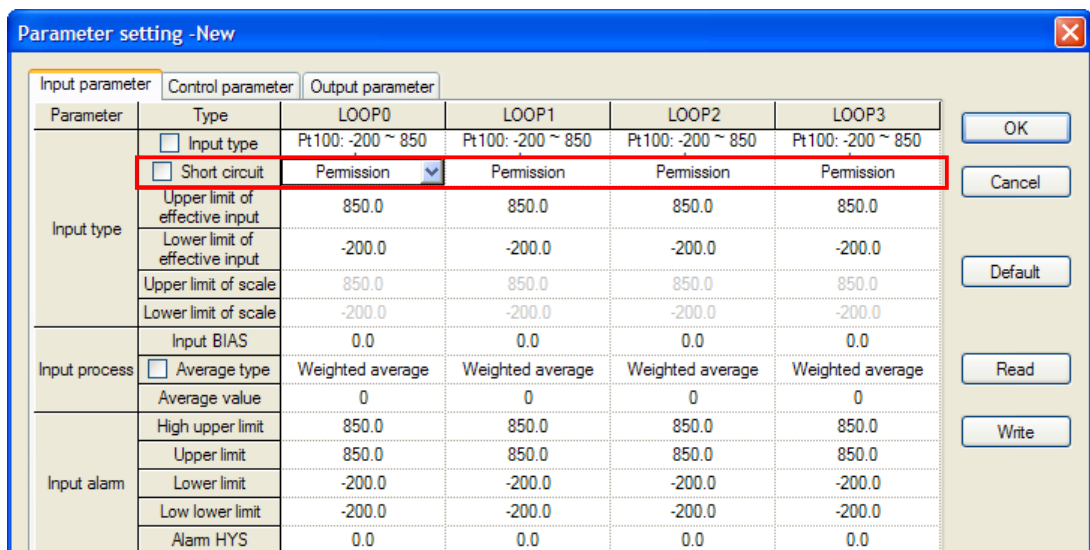 Parameter setting -New
Input parameter Control parameter Output parameter
Parameter Type LOOP0 LOOP1 LOOP2 LOOP3
OK
Input type Pt100: -200 ~ 850 Pt100: -200 ~ 850 Pt100: -200 ~ 850 Pt100: -200 ~ 850
Short circuit Permission Permission Permission Permission
Cancel
Input type
Upper limit of
effective input 850.0 850.0 850.0 850.0
Lower limit of
effective input -200.0 -200.0 -200.0 -200.0
Default
Upper limit of scale 850.0 850.0 850.0 850.0
Lower limit of scale -200.0 -200.0 -200.0 -200.0
Input BIAS 0.0 0.0 0.0 0.0
Input process Average type Weighted average Weighted average Weighted average Weighted average
Read
Average value 0 0 0 0
High upper limit 850.0 850.0 850.0 850.0
Write
Upper limit 850.0 850.0 850.0 850.0
Input alarm Lower limit -200.0 -200.0 -200.0 -200.0
Low lower limit -200.0 -200.0 -200.0 -200.0
Alarm HYS 0.0 0.0 0.0 0.0